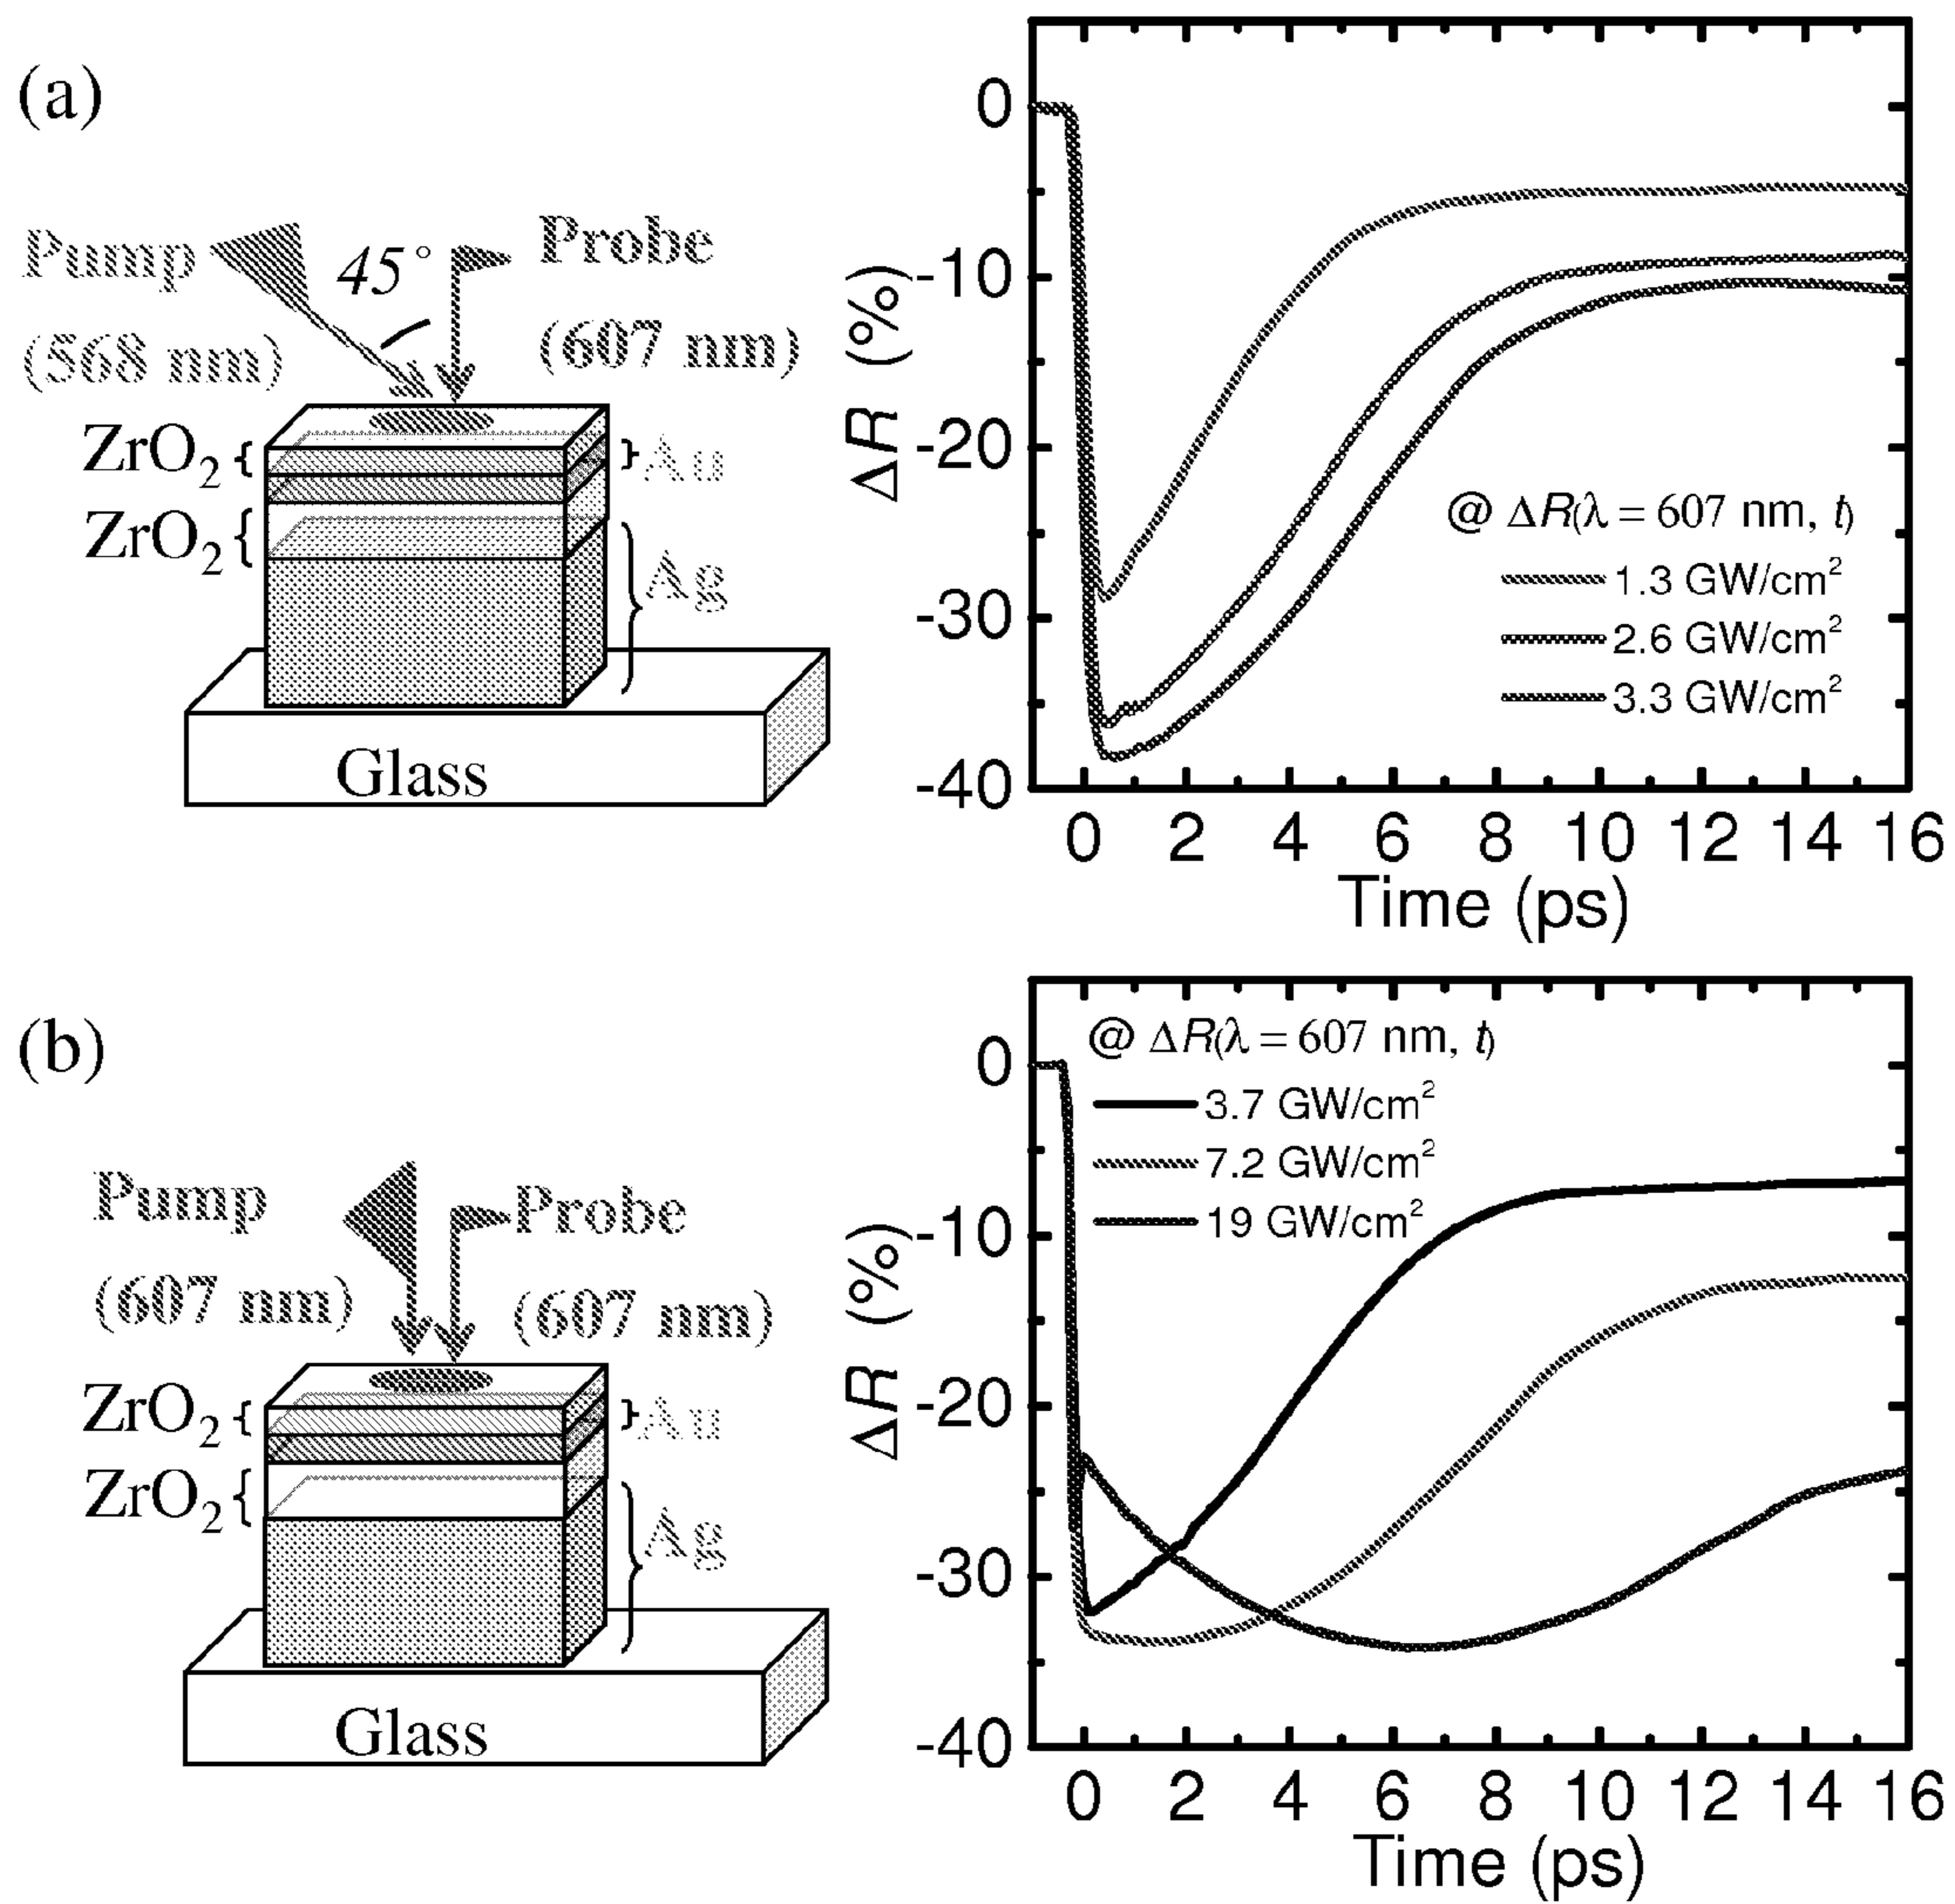 (a)
Pump
45°
Probe
(568 nm)
(607 nm)
ZrO2
Au
ZrO2
Ag
Glass
0
-10
-20
-30
-40
ΔR (%)
@ ΔR(λ = 607 nm, t)
1.3 GW/cm²
2.6 GW/cm²
3.3 GW/cm²
0 2 4 6 8 10 12 14 16
Time (ps)
(b)
Pump
Probe
(607 nm)
(607 nm)
ZrO2
Au
ZrO2
Ag
Glass
0
-10
-20
-30
-40
ΔR (%)
@ ΔR(λ = 607 nm, t)
3.7 GW/cm²
7.2 GW/cm²
19 GW/cm²
0 2 4 6 8 10 12 14 16
Time (ps)